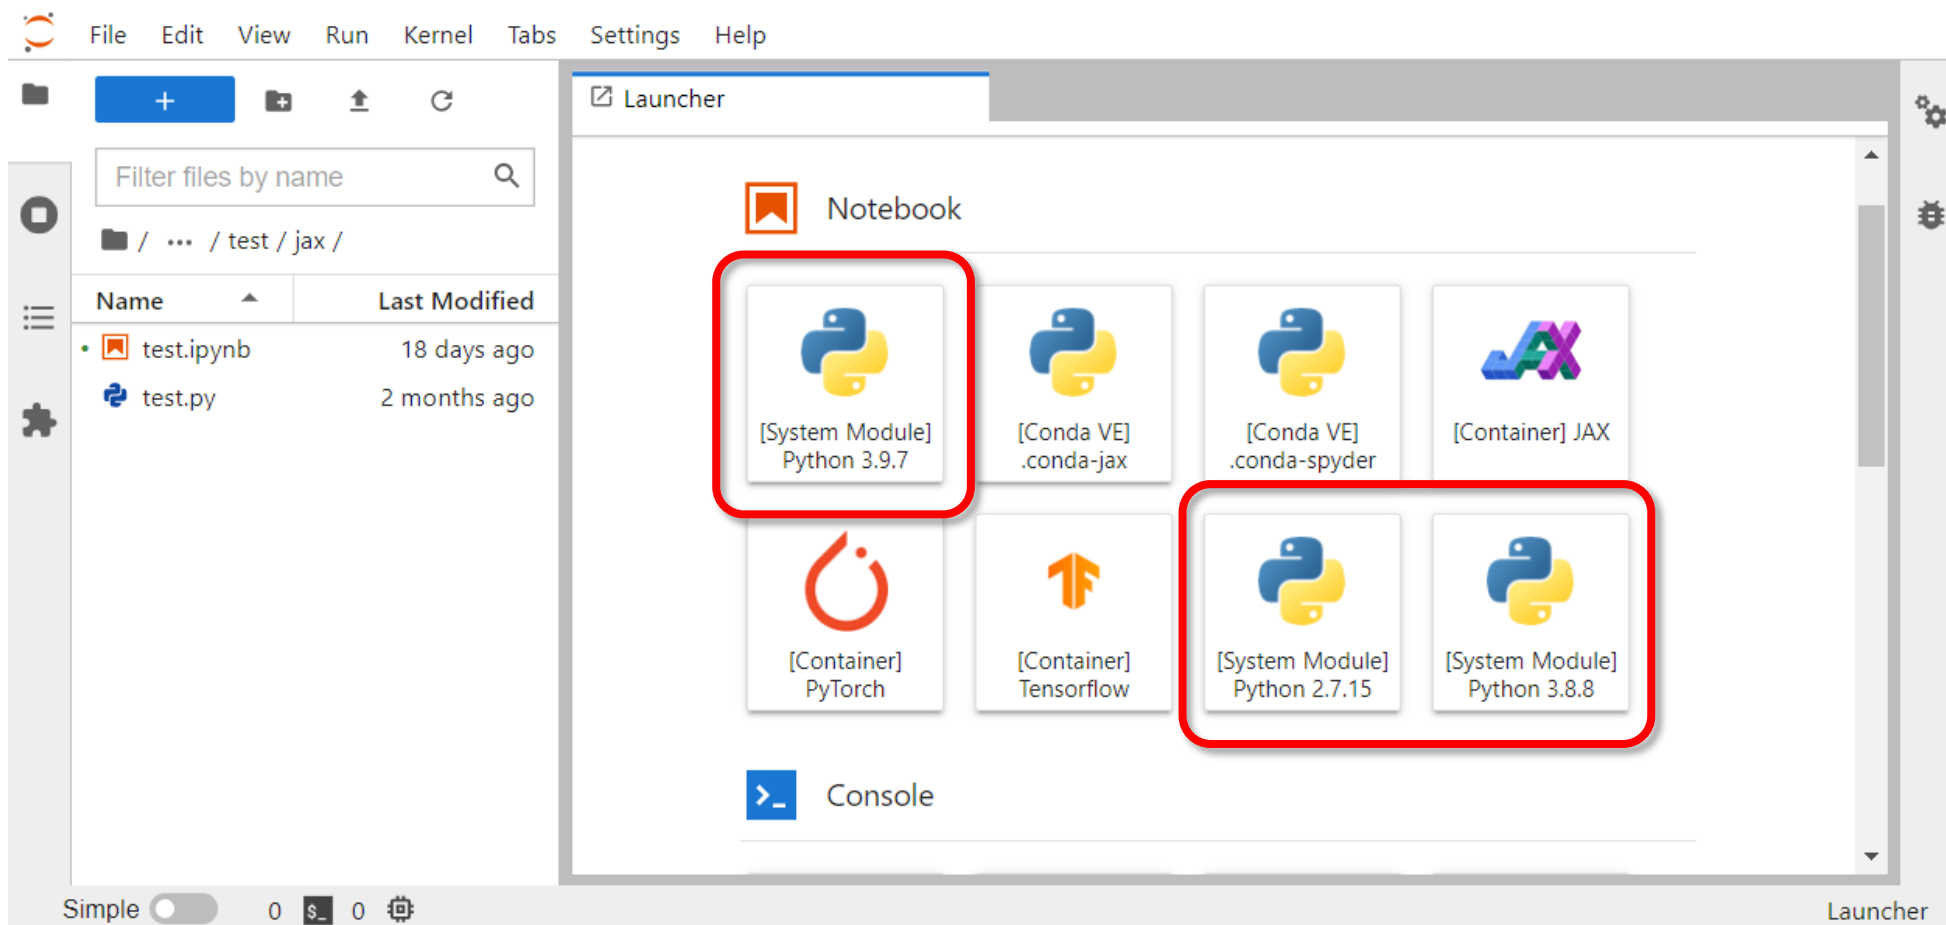 File Edit View Run Kernel Tabs Settings Help
+
Launcher
Filter files by name
/ ... / test / jax /
Name Last Modified
test.ipynb 18 days ago
test.py 2 months ago
Notebook
[System Module]
Python 3.9.7
[Conda VE]
.conda-jax
[Conda VE]
.conda-spyder
JAX
[Container] JAX
[Container]
PyTorch
[Container]
Tensorflow
[System Module]
Python 2.7.15
[System Module]
Python 3.8.8
Console
Simple 0 $_ 0
Launcher